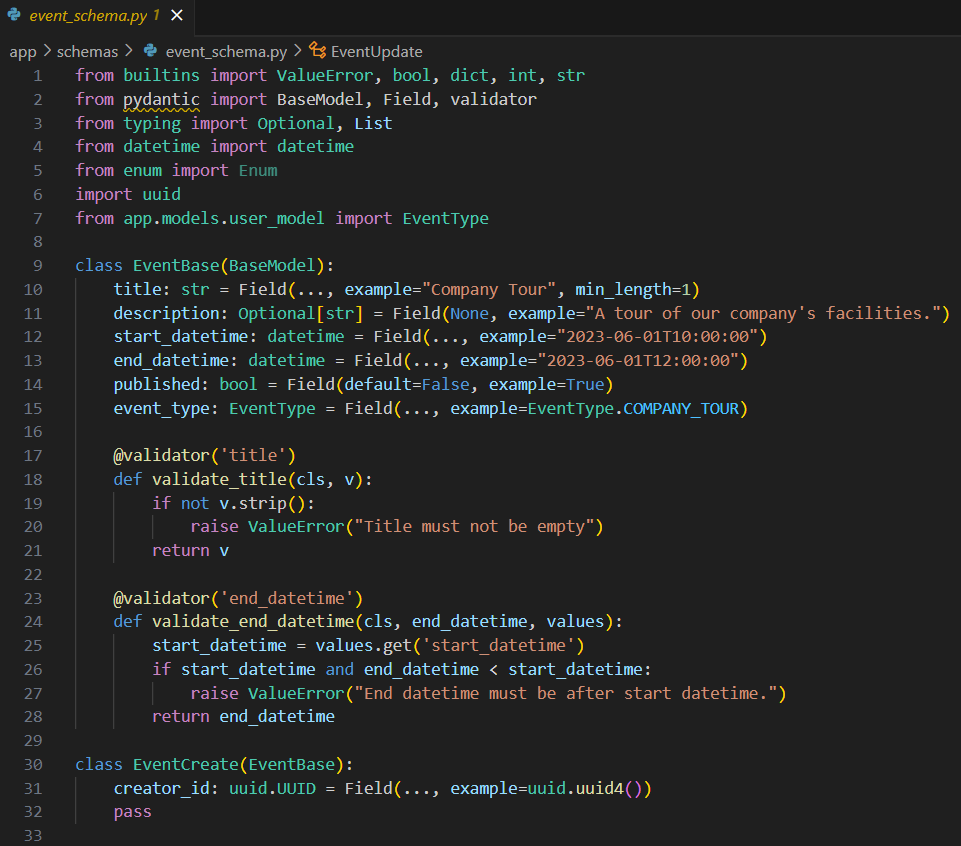 event_schema.py 1 ×
app > schemas > event_schema.py > EventUpdate
1 from builtins import ValueError, bool, dict, int, str
2 from pydantic import BaseModel, Field, validator
3 from typing import Optional, List
4 from datetime import datetime
5 from enum import Enum
6 import uuid
7 from app.models.user_model import EventType
8
9 class EventBase(BaseModel):
10     title: str = Field(..., example="Company Tour", min_length=1)
11     description: Optional[str] = Field(None, example="A tour of our company's facilities.")
12     start_datetime: datetime = Field(..., example="2023-06-01T10:00:00")
13     end_datetime: datetime = Field(..., example="2023-06-01T12:00:00")
14     published: bool = Field(default=False, example=True)
15     event_type: EventType = Field(..., example=EventType.COMPANY_TOUR)
16
17     @validator('title')
18     def validate_title(cls, v):
19         if not v.strip():
20             raise ValueError("Title must not be empty")
21         return v
22
23     @validator('end_datetime')
24     def validate_end_datetime(cls, end_datetime, values):
25         start_datetime = values.get('start_datetime')
26         if start_datetime and end_datetime < start_datetime:
27             raise ValueError("End datetime must be after start datetime.")
28         return end_datetime
29
30 class EventCreate(EventBase):
31     creator_id: uuid.UUID = Field(..., example=uuid.uuid4())
32     pass
33